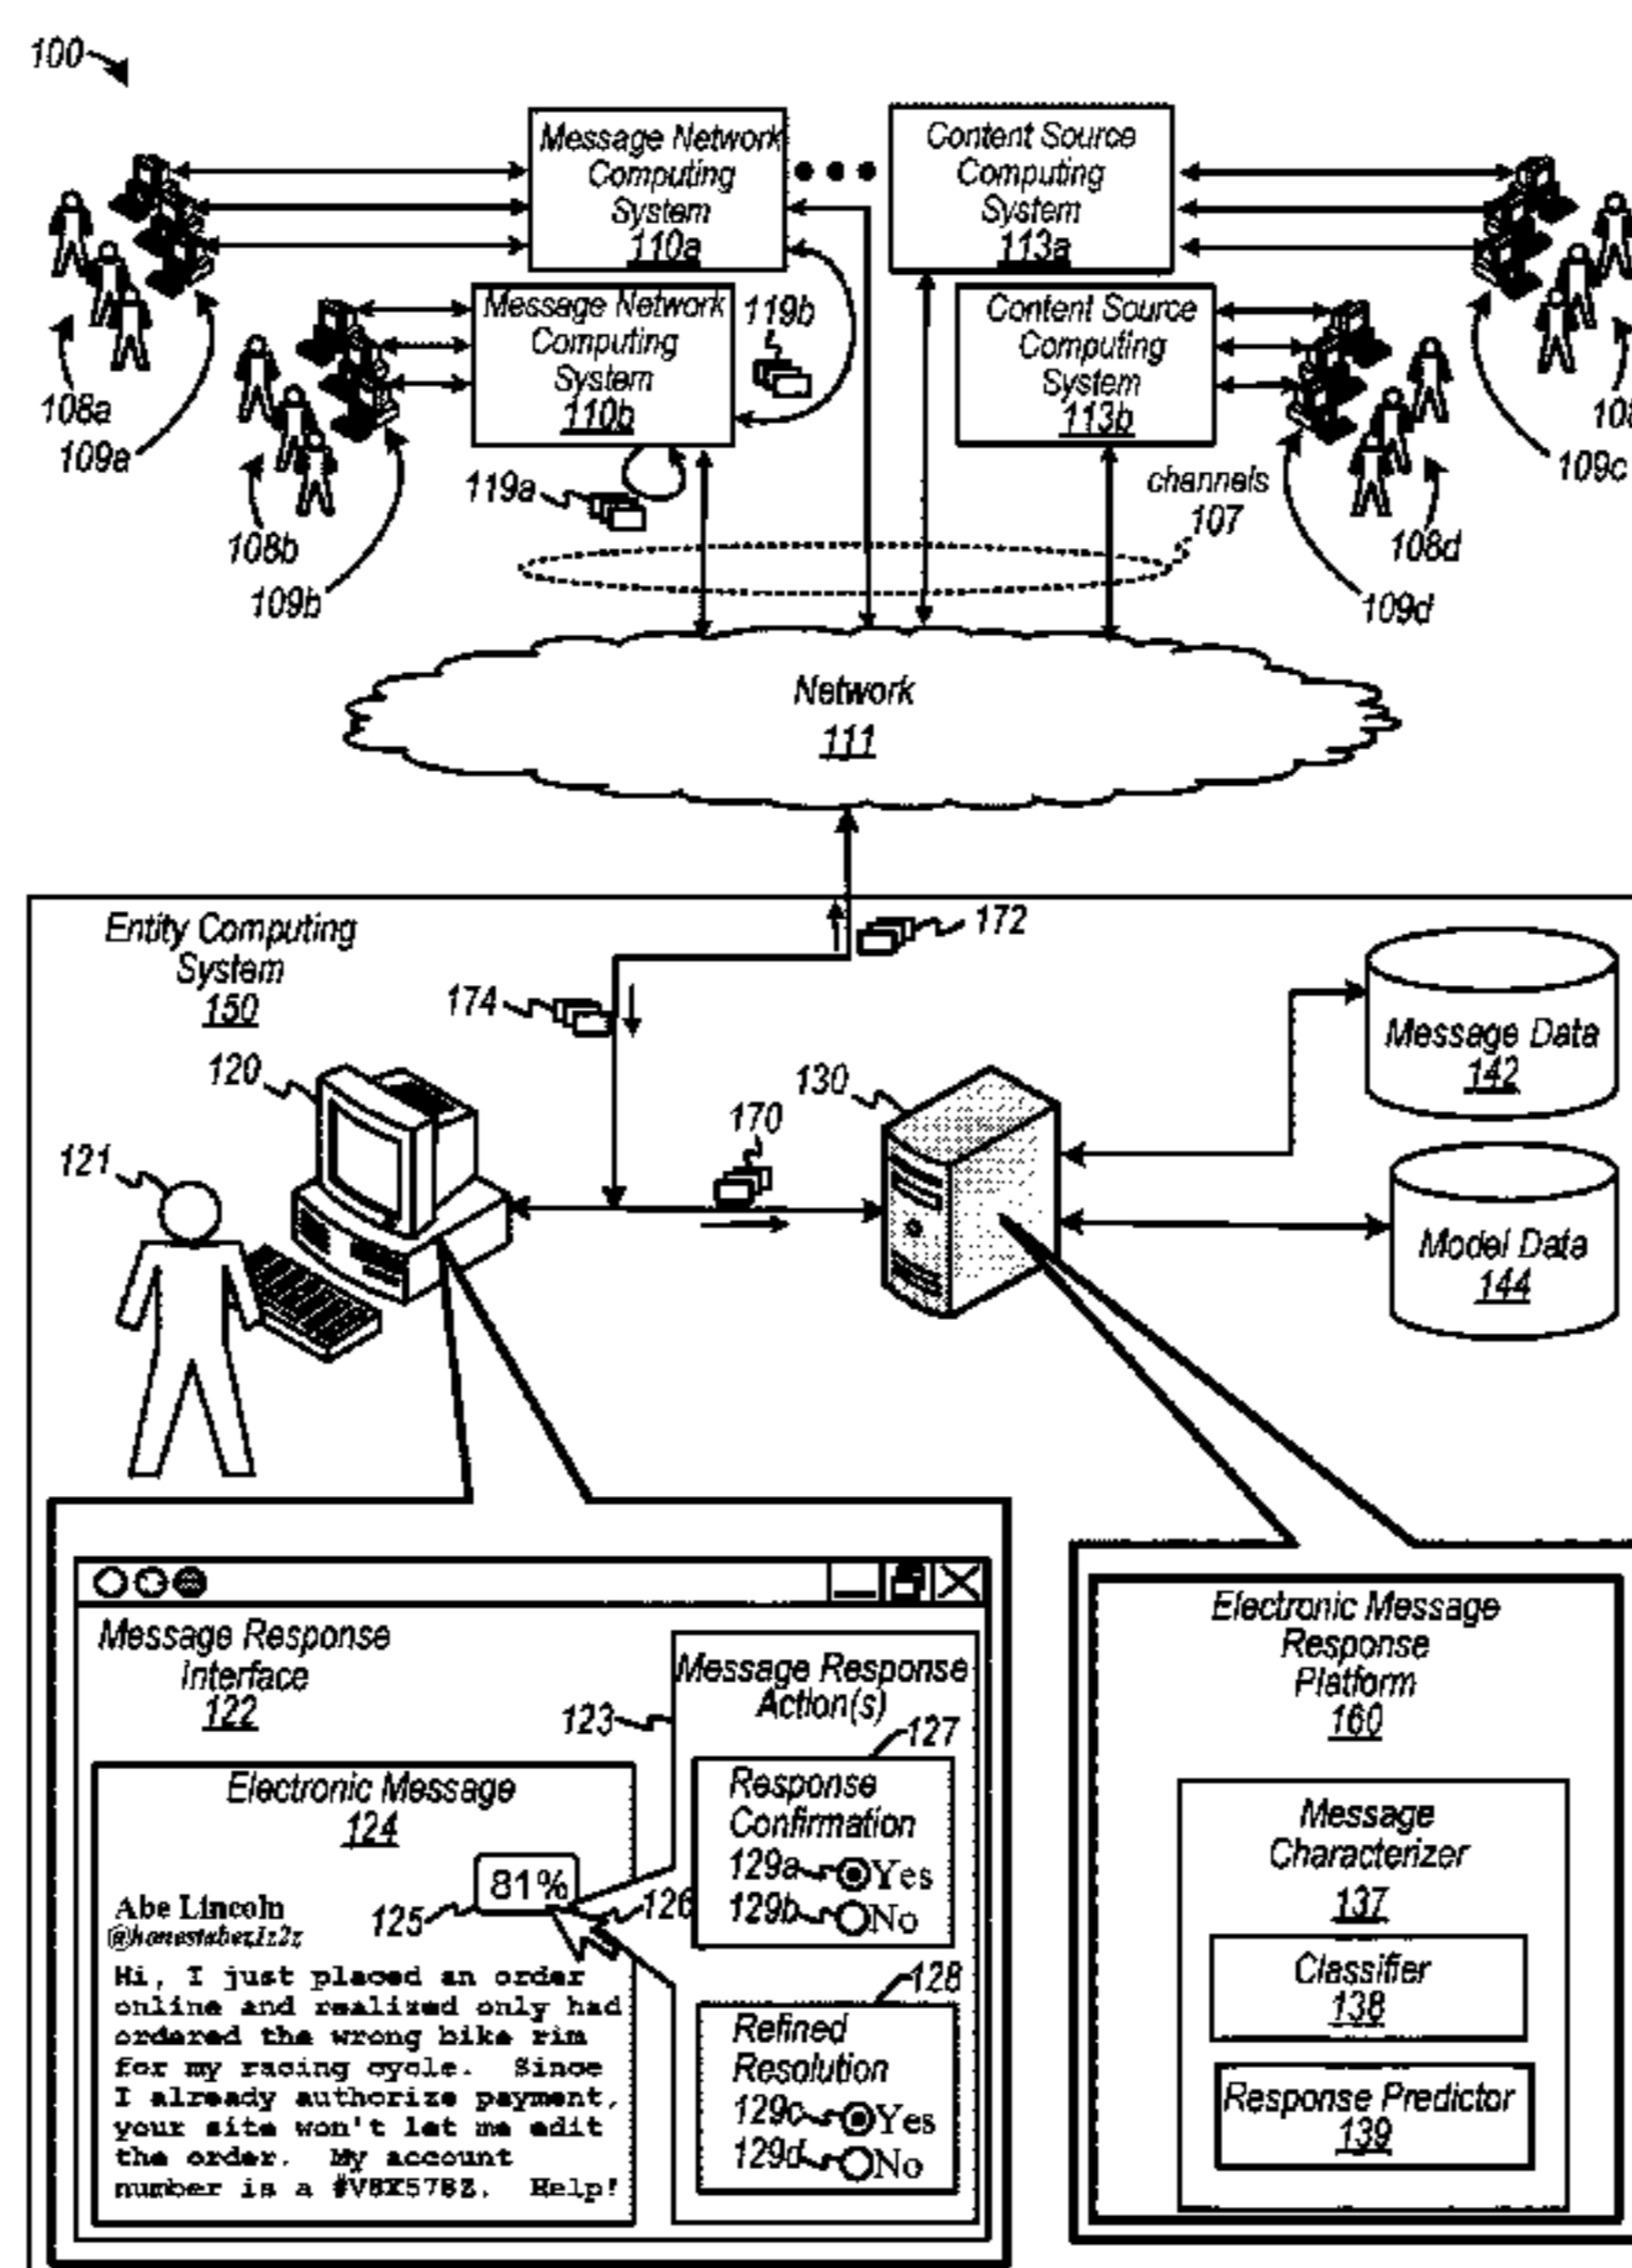 100
Message Network
Computing
System
110a
Content Source
Computing
System
113a
Message Network
Computing
System
110b
119b
Content Source
Computing
System
113b
108a
109a
108b
109b
119a
channels
107
108d
109d
109c
108
Network
111
Entity Computing
System
150
172
174
120
121
170
130
Message Data
142
Model Data
144
Message Response
Interface
122
123
Message Response
Action(s)
127
Response
Confirmation
129a
Yes
129b
No
128
Refined
Resolution
129c
Yes
129d
No
Electronic Message
124
81%
125
126
Abe Lincoln
Hi, I just placed an order
online and realized only had
ordered the wrong bike rim
for my racing cycle. Since
I already authorize payment,
your site won't let me edit
the order. My account
number is a #V8X578Z. Help!
Electronic Message
Response
Platform
160
Message
Characterizer
137
Classifier
138
Response Predictor
139